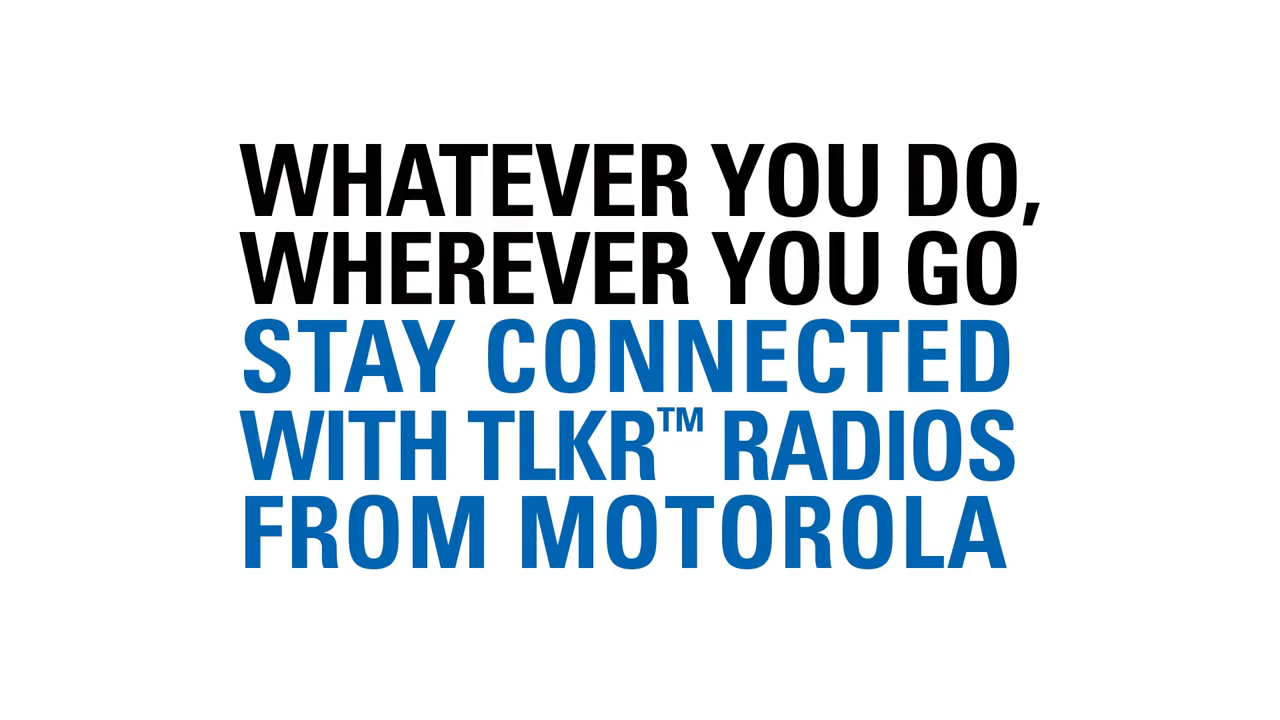 WHATEVER YOU DO,
WHEREVER YOU GO
STAY CONNECTED
WITH TLKR™ RADIOS
FROM MOTOROLA